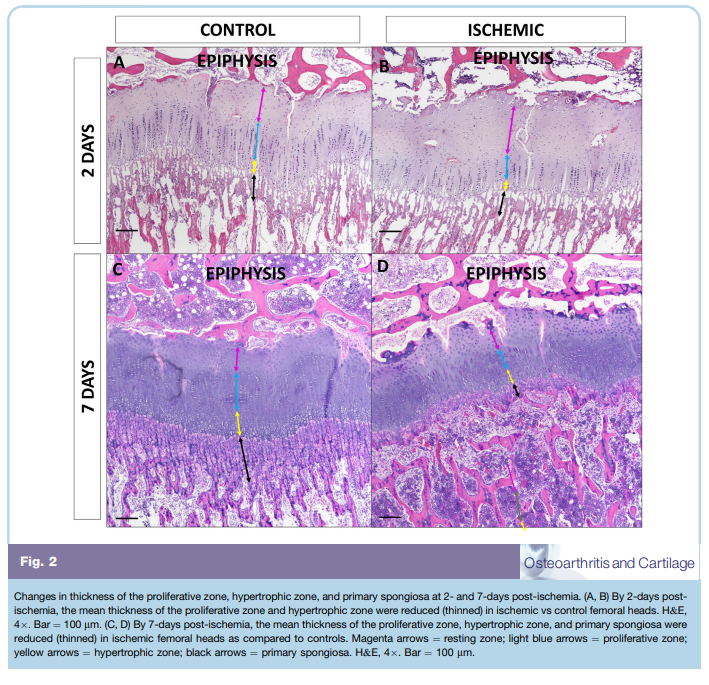 CONTROL
ISCHEMIC
2 DAYS
A
EPIPHYSIS
B
EPIPHYSIS
7 DAYS
C
EPIPHYSIS
D
EPIPHYSIS
Fig. 2
Osteoarthritis and Cartilage
Changes in thickness of the proliferative zone, hypertrophic zone, and primary spongiosa at 2- and 7-days post-ischemia. (A, B) By 2-days post-
ischemia, the mean thickness of the proliferative zone and hypertrophic zone were reduced (thinned) in ischemic vs control femoral heads. H&E,
4×. Bar = 100 μm. (C, D) By 7-days post-ischemia, the mean thickness of the proliferative zone, hypertrophic zone, and primary spongiosa were
reduced (thinned) in ischemic femoral heads as compared to controls. Magenta arrows = resting zone; light blue arrows = proliferative zone;
yellow arrows = hypertrophic zone; black arrows = primary spongiosa. H&E, 4×. Bar = 100 μm.